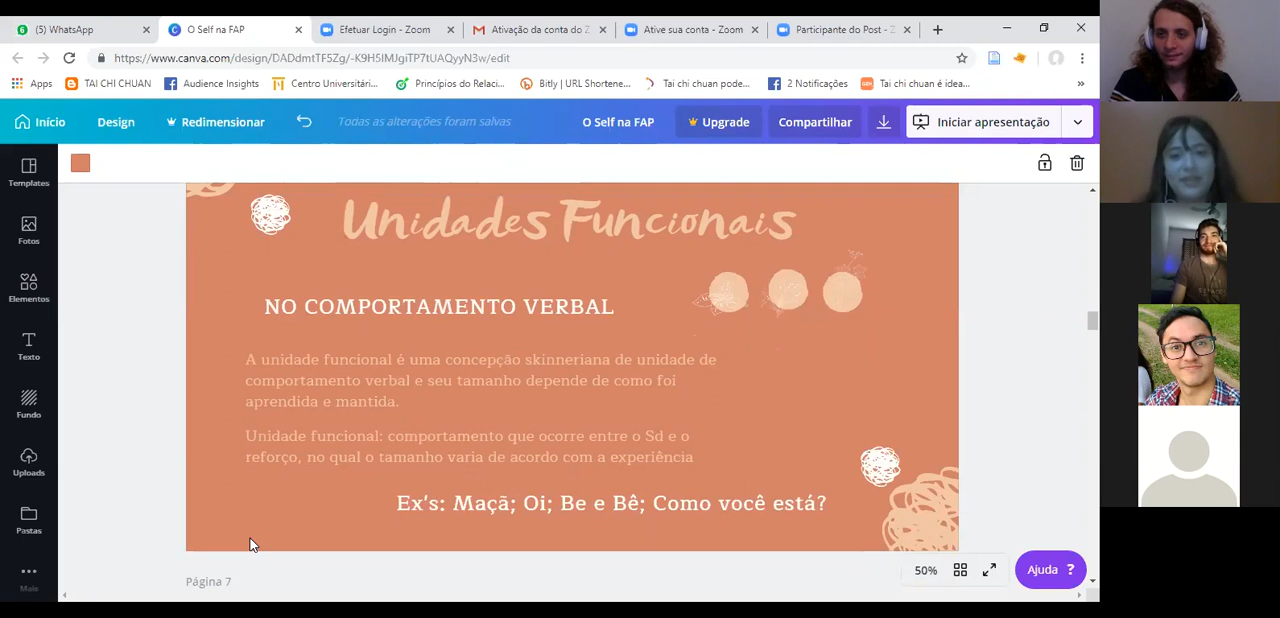 (5) WhatsApp
O Self na FAP
Efetuar Login - Zoom
Ativação da conta do Z
Ative sua conta - Zoom
Participante do Post - Z
https://www.canva.com/design/DADdmtTF5Zg/-K9H5IMJgiTP7tUAQyyN3w/edit
Apps
TAI CHI CHUAN
Audience Insights
Centro Universitári...
Princípios do Relaci...
Bitly | URL Shortene...
Tai chi chuan pode...
2 Notificações
Tai chi chuan é idea...
»
Início
Design
Redimensionar
Todas as alterações foram salvas
O Self na FAP
Upgrade
Compartilhar
Iniciar apresentação
Templates
Fotos
Elementos
Texto
Fundo
Uploads
Pastas
Mais
Unidades Funcionais
NO COMPORTAMENTO VERBAL
A unidade funcional é uma concepção skinneriana de unidade de
comportamento verbal e seu tamanho depende de como foi
aprendida e mantida.
Unidade funcional: comportamento que ocorre entre o Sd e o
reforço, no qual o tamanho varia de acordo com a experiência
Ex's: Maçã; Oi; Be e Bê; Como você está?
Página 7
50%
Ajuda ?